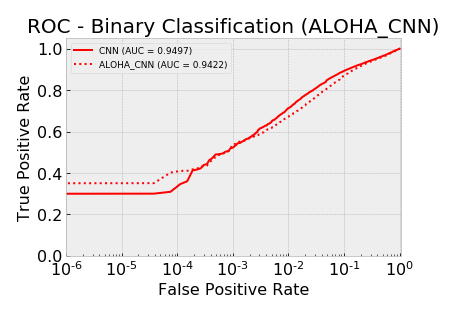 ROC - Binary Classification (ALOHA_CNN)
CNN (AUC = 0.9497)
ALOHA_CNN (AUC = 0.9422)
True Positive Rate
1.0
0.8
0.6
0.4
0.2
0.0
10⁻⁶ 10⁻⁵ 10⁻⁴ 10⁻³ 10⁻² 10⁻¹ 10⁰
False Positive Rate